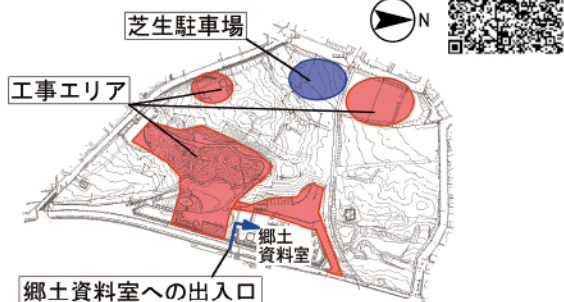 芝生駐車場
N
工事エリア
郷土
資料室
郷土資料室への出入口